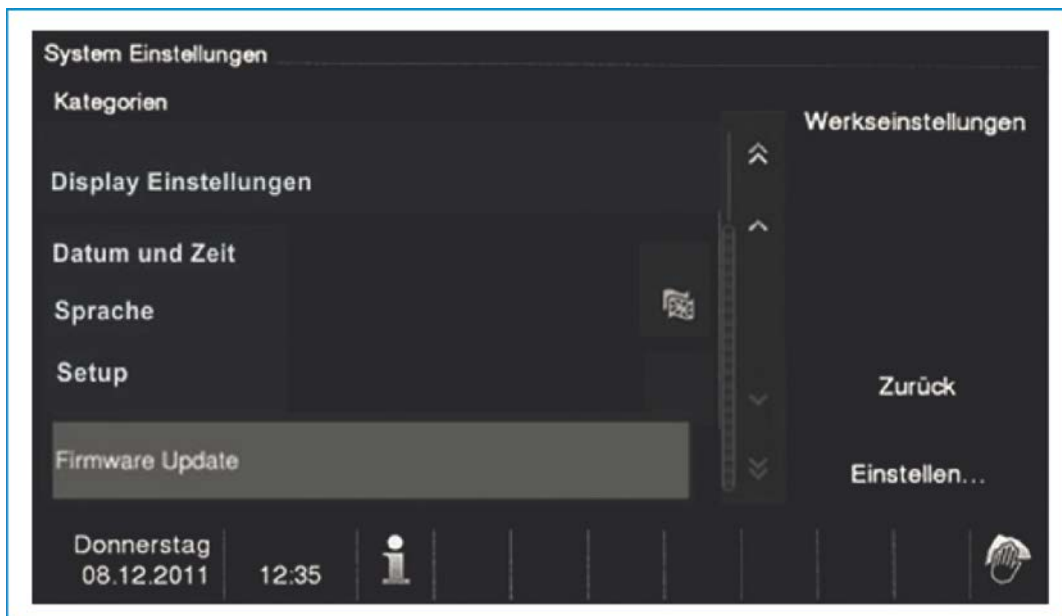 System Einstellungen
Kategorien
Werkseinstellungen
Display Einstellungen
Datum und Zeit
Sprache
Setup
Zurück
Firmware Update
Einstellen...
Donnerstag
08.12.2011
12:35